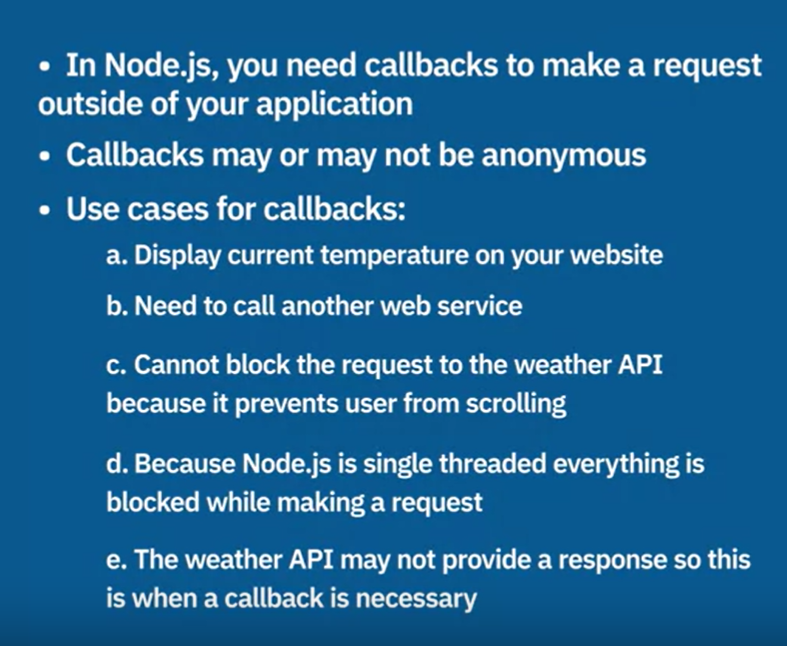 • In Node.js, you need callbacks to make a request
outside of your application
• Callbacks may or may not be anonymous
• Use cases for callbacks:
a. Display current temperature on your website
b. Need to call another web service
c. Cannot block the request to the weather API
because it prevents user from scrolling
d. Because Node.js is single threaded everything is
blocked while making a request
e. The weather API may not provide a response so this
is when a callback is necessary